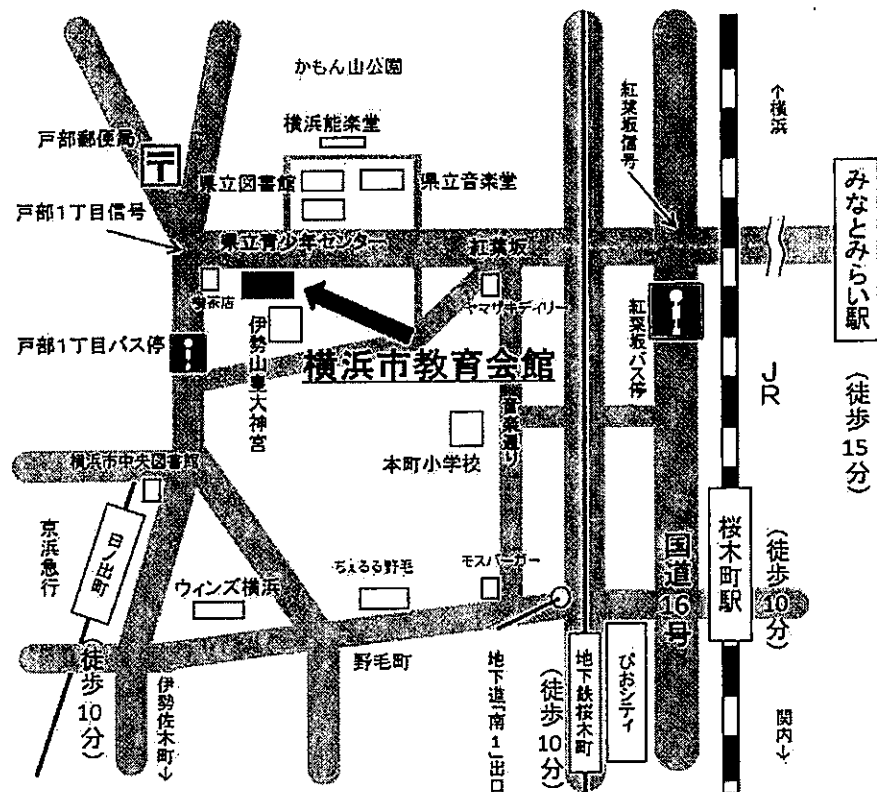 かもん山公園
横浜能楽堂
紅葉坂信号
↑横浜
戸部郵便局
県立図書館
県立音楽堂
みなとみらい駅
戸部1丁目信号
県立青少年センター
紅葉坂
喫茶店
ヤマザキデイリー
戸部1丁目バス停
伊勢山皇大神宮
横浜市教育会館
紅葉坂バス停
JR
(徒歩15分)
音楽通り
本町小学校
横浜市中央図書館
京浜急行
日ノ出町
桜木町駅
(徒歩10分)
国道16号
ちぇるる野毛
モスバーガー
ウィンズ横浜
(徒歩10分)
伊勢佐木町↓
野毛町
地下道「南1」出口
(徒歩10分)
地下鉄桜木町
ぴおシティ
関内↓